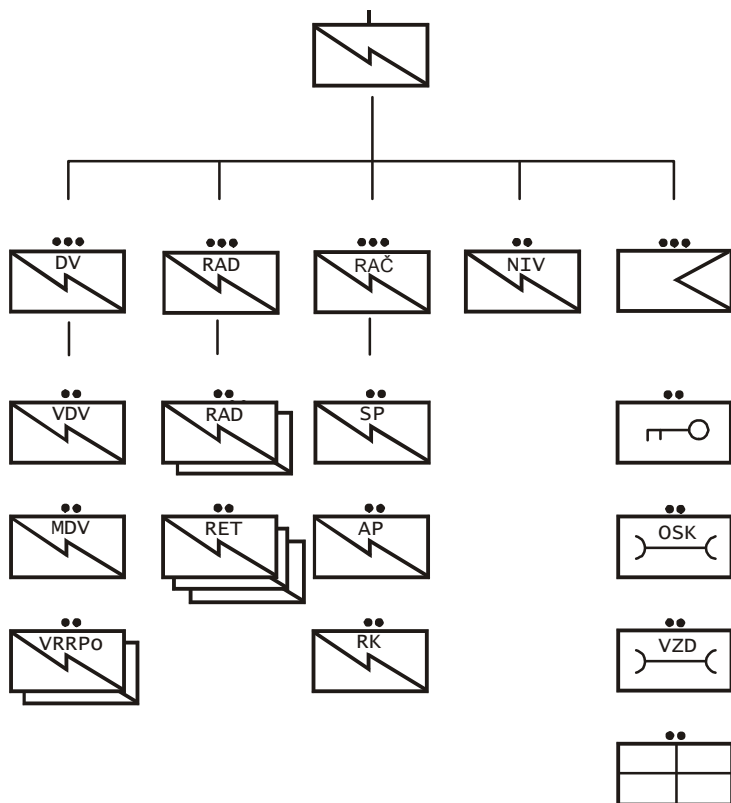 DV
RAD
RAČ
NIV
VDV
RAD
SP
MDV
RET
AP
OSK
VRRPo
RK
VZD